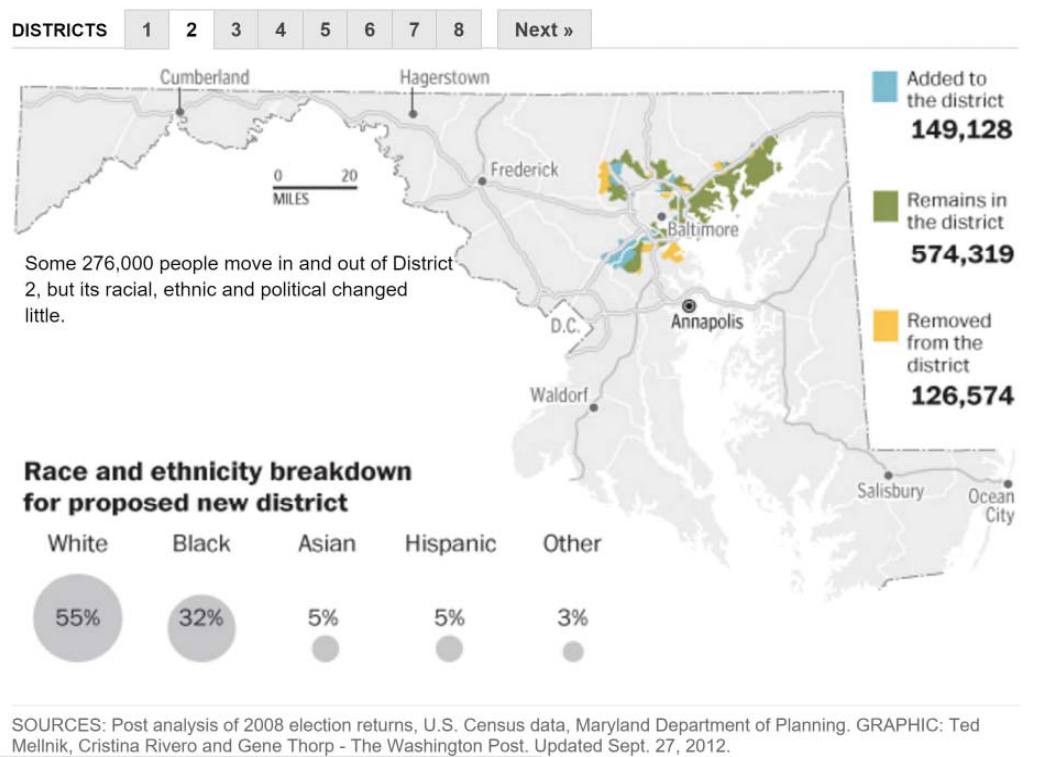 DISTRICTS 1 2 3 4 5 6 7 8 Next »
Cumberland
Hagerstown
Frederick
0 20
MILES
Baltimore
Annapolis
D.C.
Waldorf
Salisbury
Ocean
City
Added to
the district
149,128
Remains in
the district
574,319
Removed
from the
district
126,574
Some 276,000 people move in and out of District
2, but its racial, ethnic and political changed
little.
Race and ethnicity breakdown
for proposed new district
White Black Asian Hispanic Other
55% 32% 5% 5% 3%
SOURCES: Post analysis of 2008 election returns, U.S. Census data, Maryland Department of Planning. GRAPHIC: Ted
Mellnik, Cristina Rivero and Gene Thorp - The Washington Post. Updated Sept. 27, 2012.